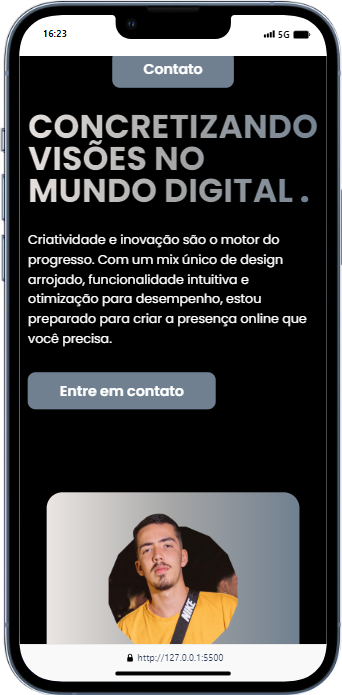 16:23
5G
Contato
CONCRETIZANDO
VISÕES NO
MUNDO DIGITAL .
Criatividade e inovação são o motor do
progresso. Com um mix único de design
arrojado, funcionalidade intuitiva e
otimização para desempenho, estou
preparado para criar a presença online que
você precisa.
Entre em contato
NIKE
http://127.0.0.1:5500